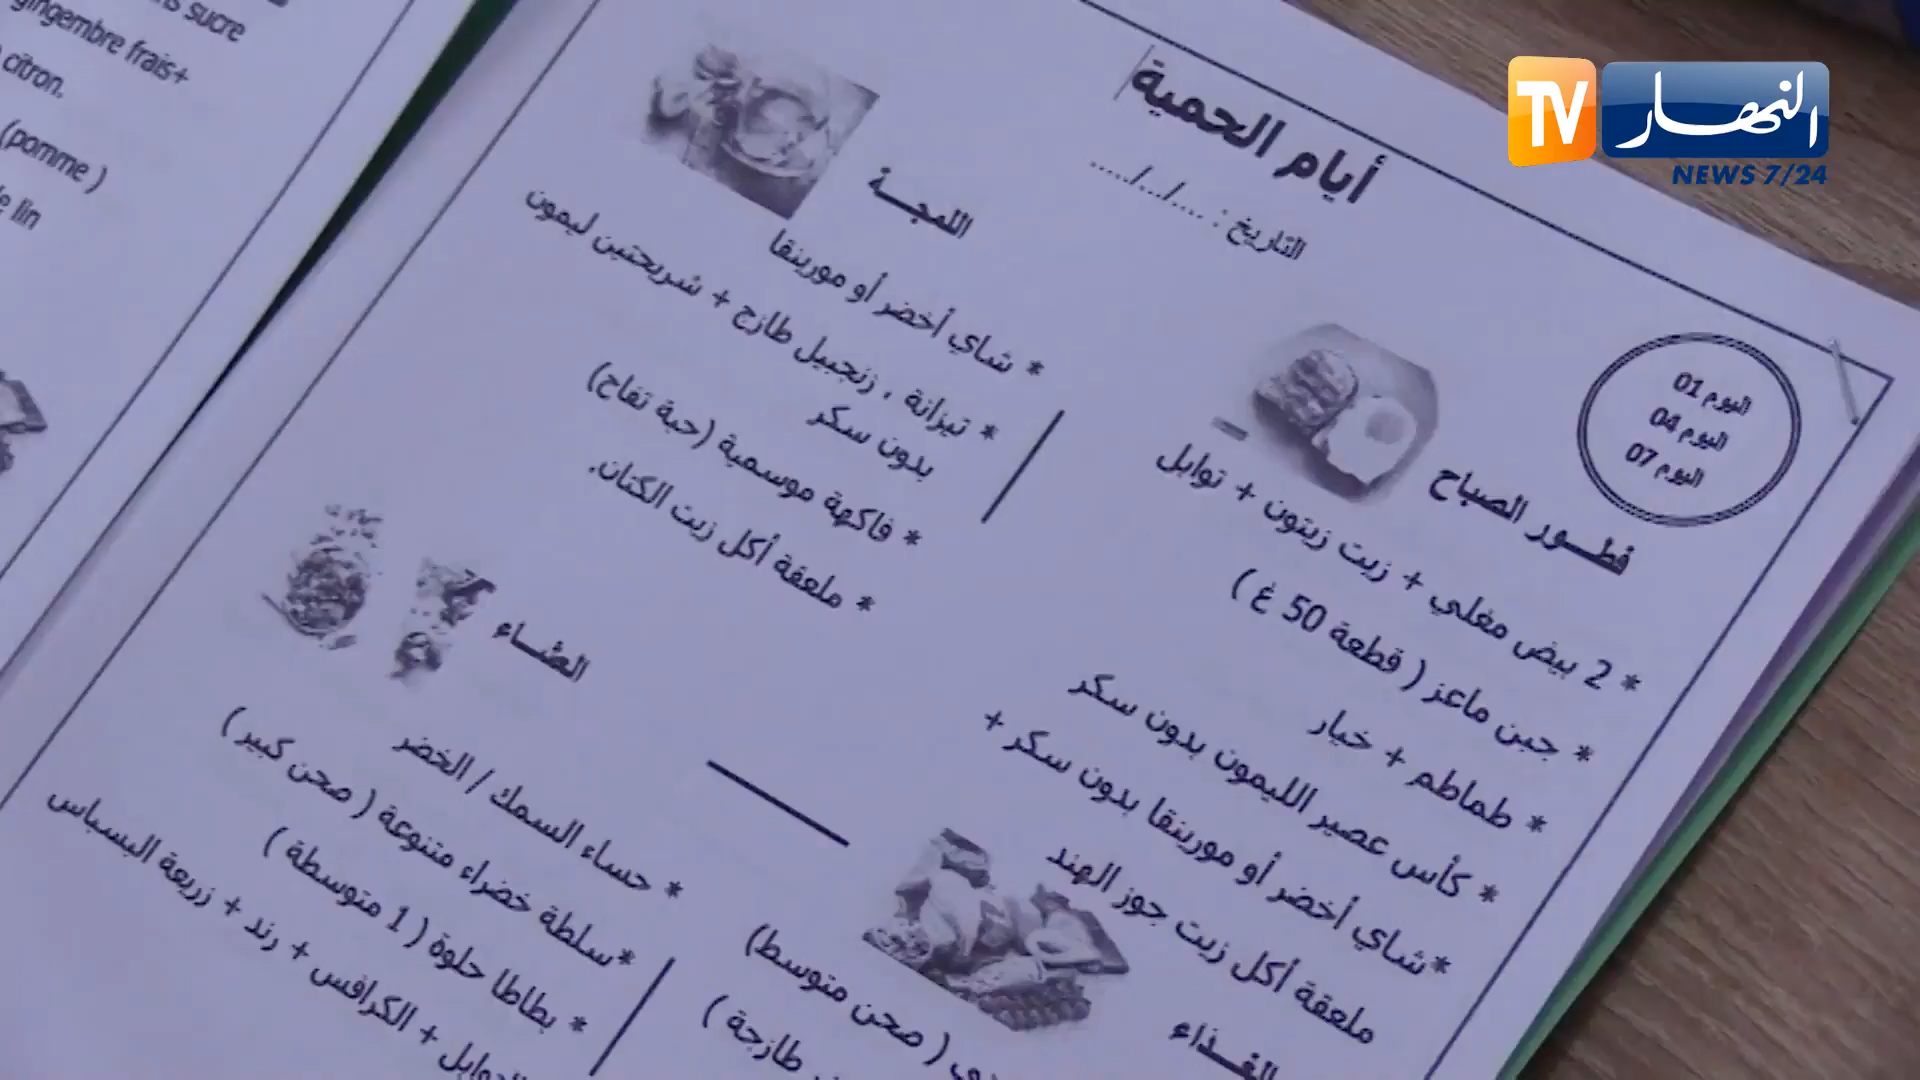 النهار TV
NEWS 7/24
أيام الحمية
التاريخ : ..../..../....
اليوم 01
اليوم 04
اليوم 07
فطور الصباح
* 2 بيض مغلي + زيت زيتون + توابل
* جبن ماعز ( قطعة 50 غ )
* طماطم + خيار
* كأس عصير الليمون بدون سكر
* شاي أخضر أو مورينقا بدون سكر +
ملعقة أكل زيت جوز الهند
الغذاء
( صحن متوسط)
طازجة )
اللمجة
* شاي أخضر أو مورينقا
* تيزانة ، زنجبيل طازج + شريحتين ليمون
بدون سكر
* فاكهة موسمية (حبة تفاح)
* ملعقة أكل زيت الكتان.
العشاء
* حساء السمك / الخضر
* سلطة خضراء متنوعة ( صحن كبير )
* بطاطا حلوة ( 1 متوسطة )
التوابل + الكرافس + رند + زريعة البسباس
sucre
gingembre frais+
citron.
(pomme )
lin